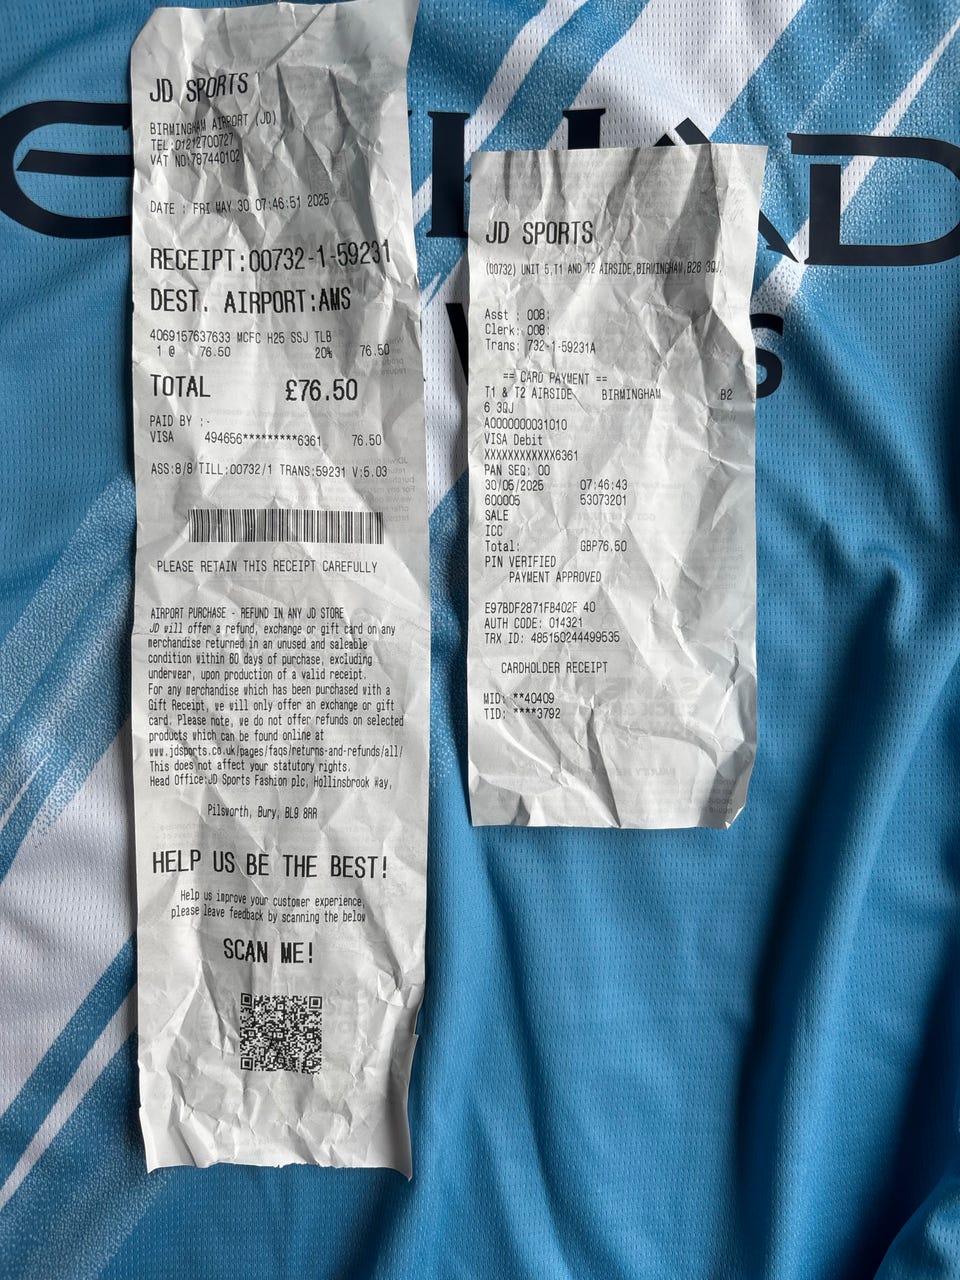 JD SPORTS
BIRMINGHAM AIRPORT (JD)
TEL:01212700727
VAT NO:787440102
DATE : FRI MAY 30 07:46:51 2025
RECEIPT:00732-1-59231
DEST. AIRPORT:AMS
4069157637633 MCFC H25 SSJ TLB
1 @ 76.50 20% 76.50
TOTAL £76.50
PAID BY :-
VISA 494656*********6361 76.50
ASS:8/8 TILL:00732/1 TRANS:59231 V:5.03
PLEASE RETAIN THIS RECEIPT CAREFULLY
AIRPORT PURCHASE - REFUND IN ANY JD STORE
JD will offer a refund, exchange or gift card on any
merchandise returned in an unused and saleable
condition within 60 days of purchase, excluding
underwear, upon production of a valid receipt.
For any merchandise which has been purchased with a
Gift Receipt, we will only offer an exchange or gift
card. Please note, we do not offer refunds on selected
products which can be found online at
www.jdsports.co.uk/pages/faqs/returns-and-refunds/all/
This does not affect your statutory rights.
Head Office:JD Sports Fashion plc, Hollinsbrook Way,
Pilsworth, Bury, BL9 8RR
HELP US BE THE BEST!
Help us improve your customer experience,
please leave feedback by scanning the below
SCAN ME!
JD SPORTS
(00732) UNIT 5,T1 AND T2 AIRSIDE,BIRMINGHAM,B26 3QJ,
Asst : 008:
Clerk: 008:
Trans: 732-1-59231A
== CARD PAYMENT ==
T1 & T2 AIRSIDE BIRMINGHAM B2
6 3QJ
A0000000031010
VISA Debit
XXXXXXXXXXXX6361
PAN SEQ: 00
30/05/2025 07:46:43
600005 53073201
SALE
ICC
Total: GBP76.50
PIN VERIFIED
PAYMENT APPROVED
E97BDF2871FB402F 40
AUTH CODE: 014321
TRX ID: 485150244499535
CARDHOLDER RECEIPT
MID: **40409
TID: ****3792